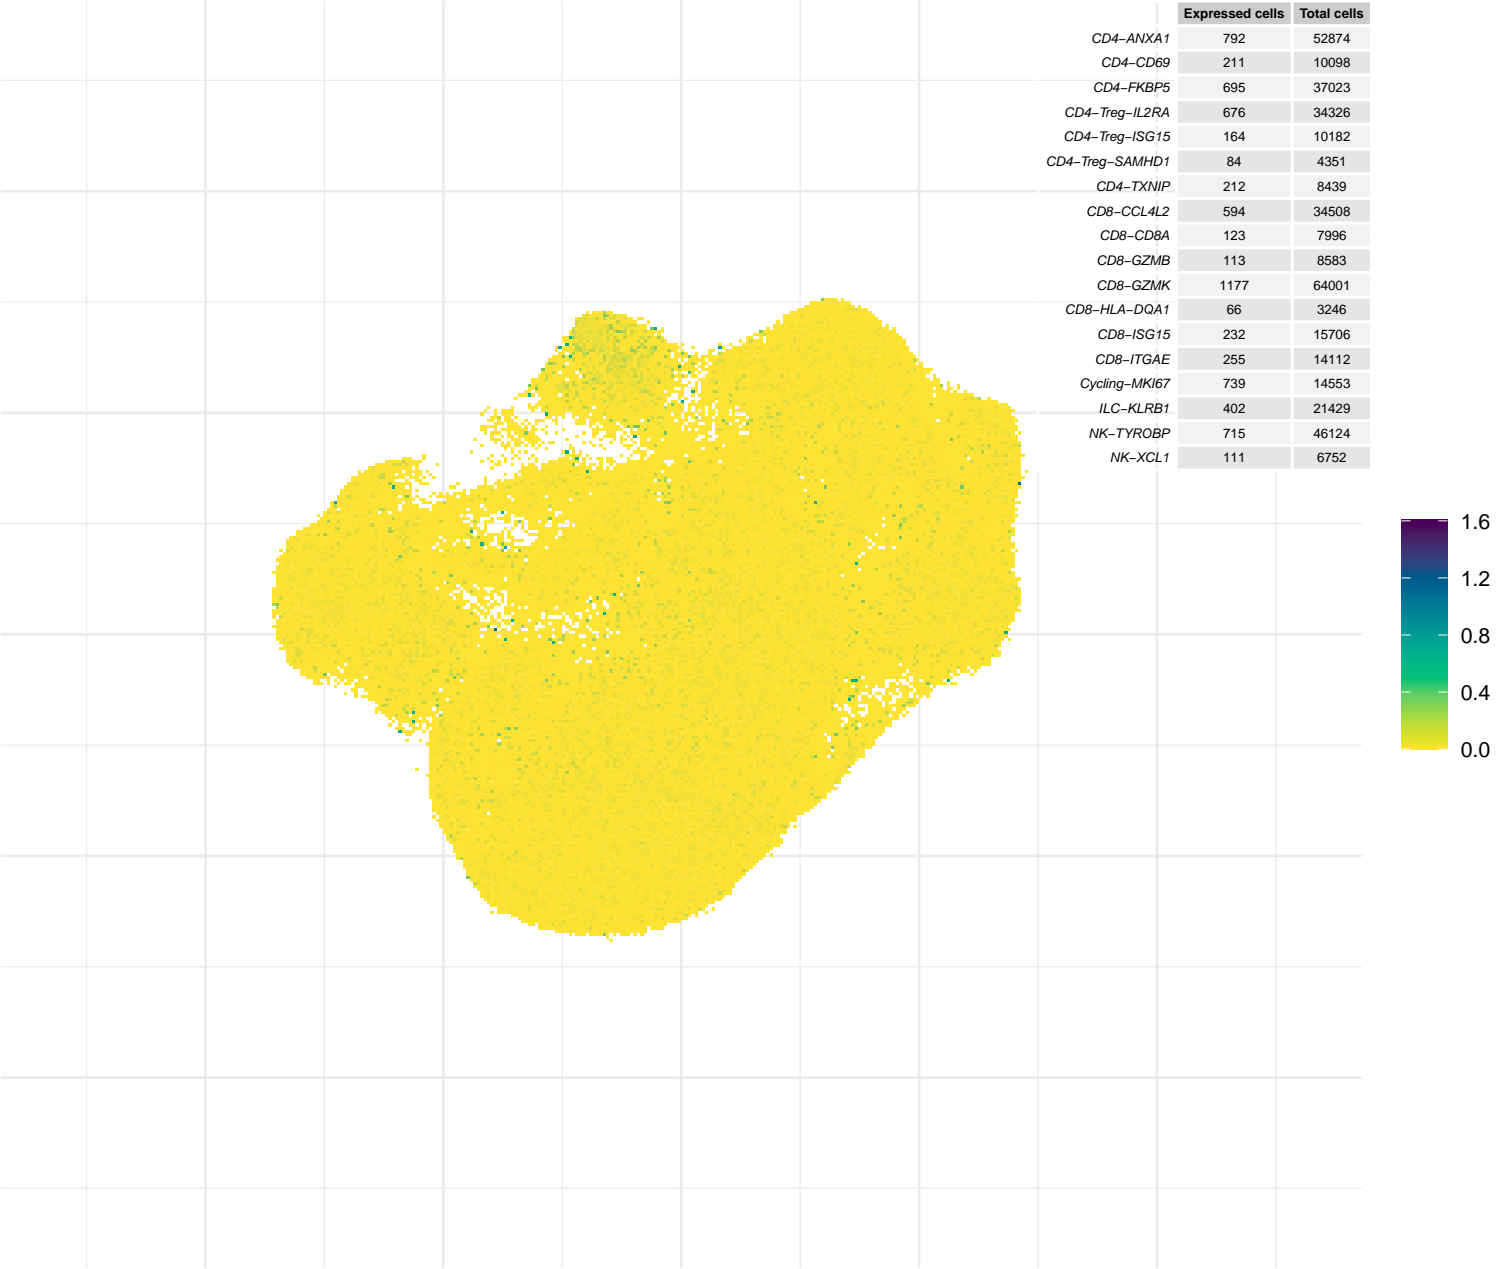 Expressed cells Total cells
CD4−ANXA1 792 52874
CD4−CD69 211 10098
CD4−FKBP5 695 37023
CD4−Treg−IL2RA 676 34326
CD4−Treg−ISG15 164 10182
CD4−Treg−SAMHD1 84 4351
CD4−TXNIP 212 8439
CD8−CCL4L2 594 34508
CD8−CD8A 123 7996
CD8−GZMB 113 8583
CD8−GZMK 1177 64001
CD8−HLA−DQA1 66 3246
CD8−ISG15 232 15706
CD8−ITGAE 255 14112
Cycling−MKI67 739 14553
ILC−KLRB1 402 21429
NK−TYROBP 715 46124
NK−XCL1 111 6752
1.6
1.2
0.8
0.4
0.0